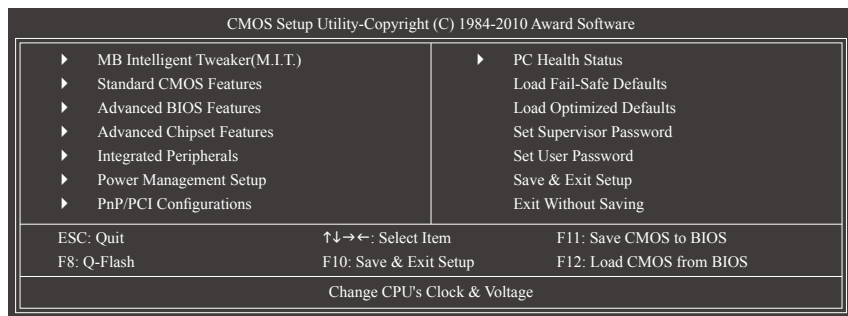 CMOS Setup Utility-Copyright (C) 1984-2010 Award Software
MB Intelligent Tweaker(M.I.T.)
Standard CMOS Features
Advanced BIOS Features
Advanced Chipset Features
Integrated Peripherals
Power Management Setup
PnP/PCI Configurations
PC Health Status
Load Fail-Safe Defaults
Load Optimized Defaults
Set Supervisor Password
Set User Password
Save & Exit Setup
Exit Without Saving
ESC: Quit ↑↓→←: Select Item F11: Save CMOS to BIOS
F8: Q-Flash F10: Save & Exit Setup F12: Load CMOS from BIOS
Change CPU's Clock & Voltage